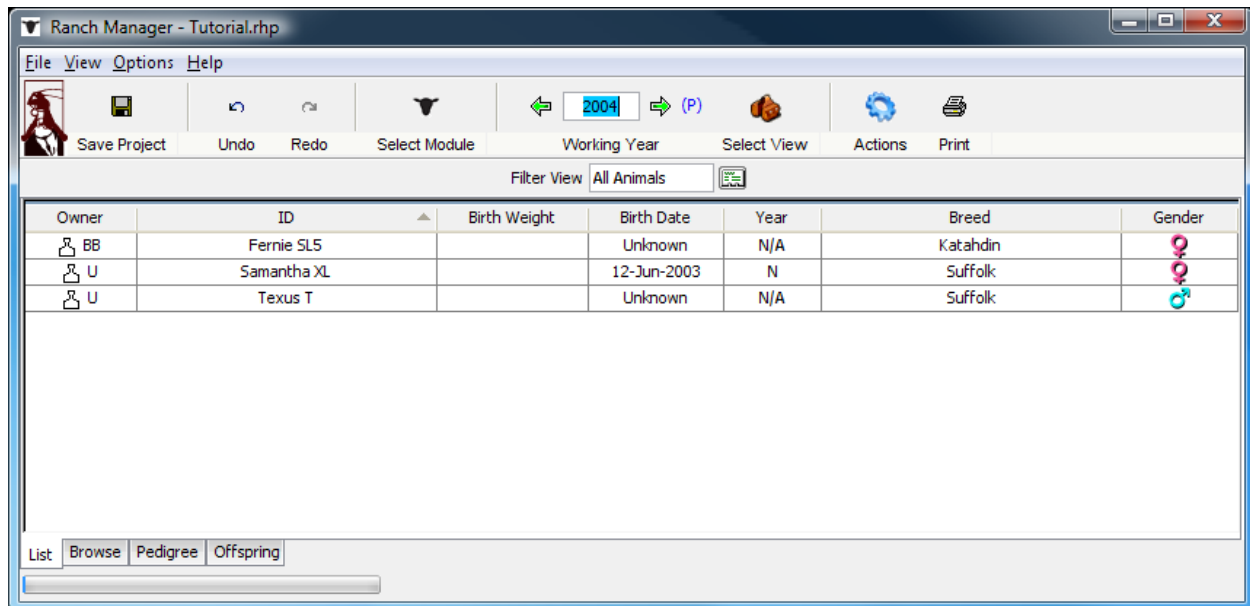 Ranch Manager - Tutorial.rhp
File View Options Help
2004 (P)
Save Project Undo Redo Select Module Working Year Select View Actions Print
Filter View All Animals
Owner ID Birth Weight Birth Date Year Breed Gender
BB Fernie SL5 Unknown N/A Katahdin
U Samantha XL 12-Jun-2003 N Suffolk
U Texus T Unknown N/A Suffolk
List Browse Pedigree Offspring